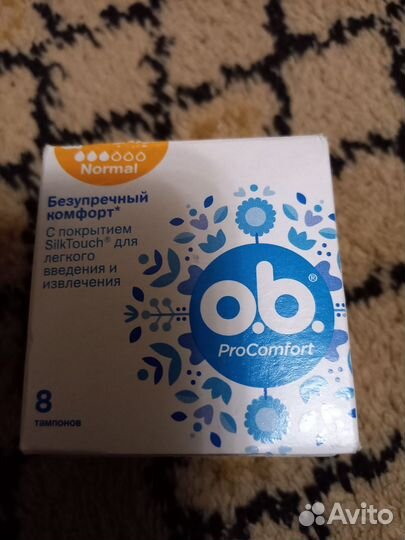 Normal
Безупречный
комфорт*
С покрытием
SilkTouch® для
легкого
введения и
извлечения
o.b.®
ProComfort
8
тампонов
Avito